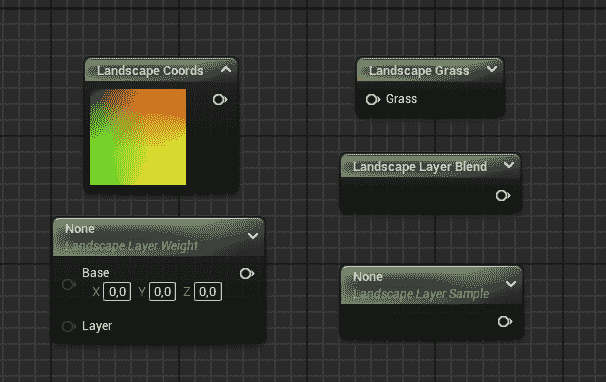 Landscape Coords
Landscape Grass
Grass
Landscape Layer Blend
None
Landscape Layer Weight
Base
X 0,0 Y 0,0 Z 0,0
Layer
None
Landscape Layer Sample